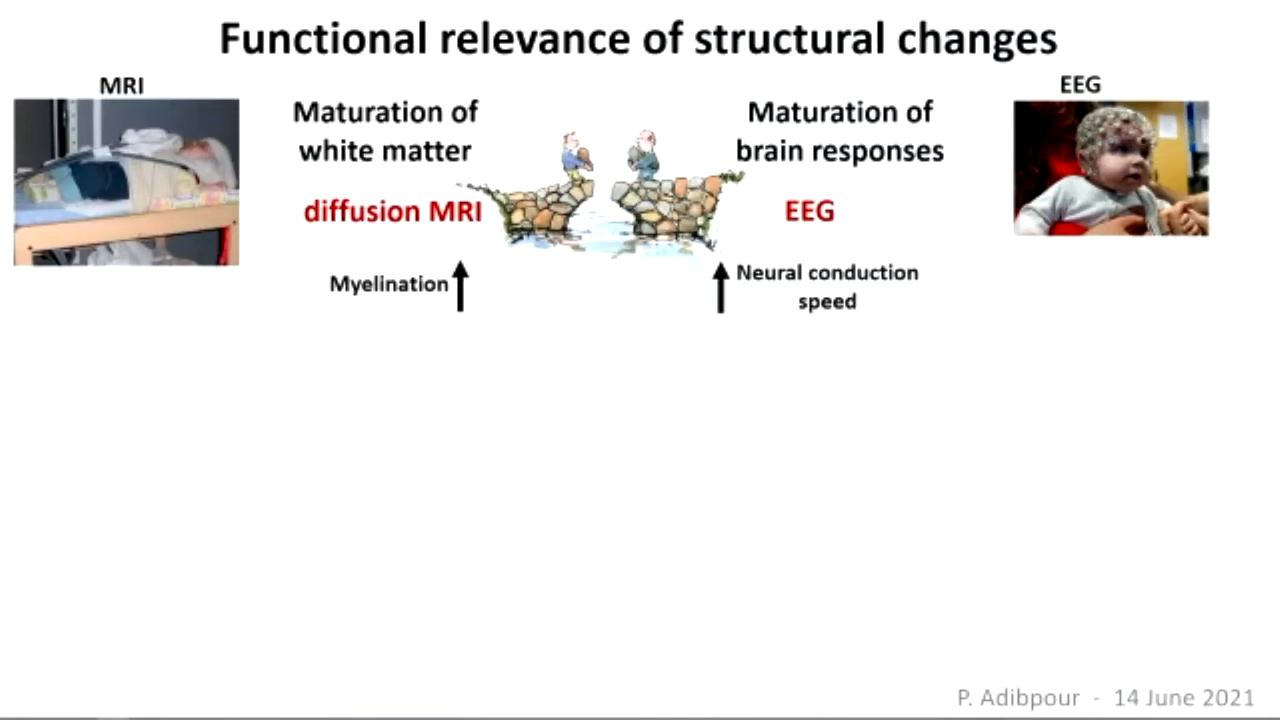 Functional relevance of structural changes
MRI
Maturation of
white matter
diffusion MRI
Myelination
Maturation of
brain responses
EEG
Neural conduction
speed
EEG
P. Adibpour - 14 June 2021